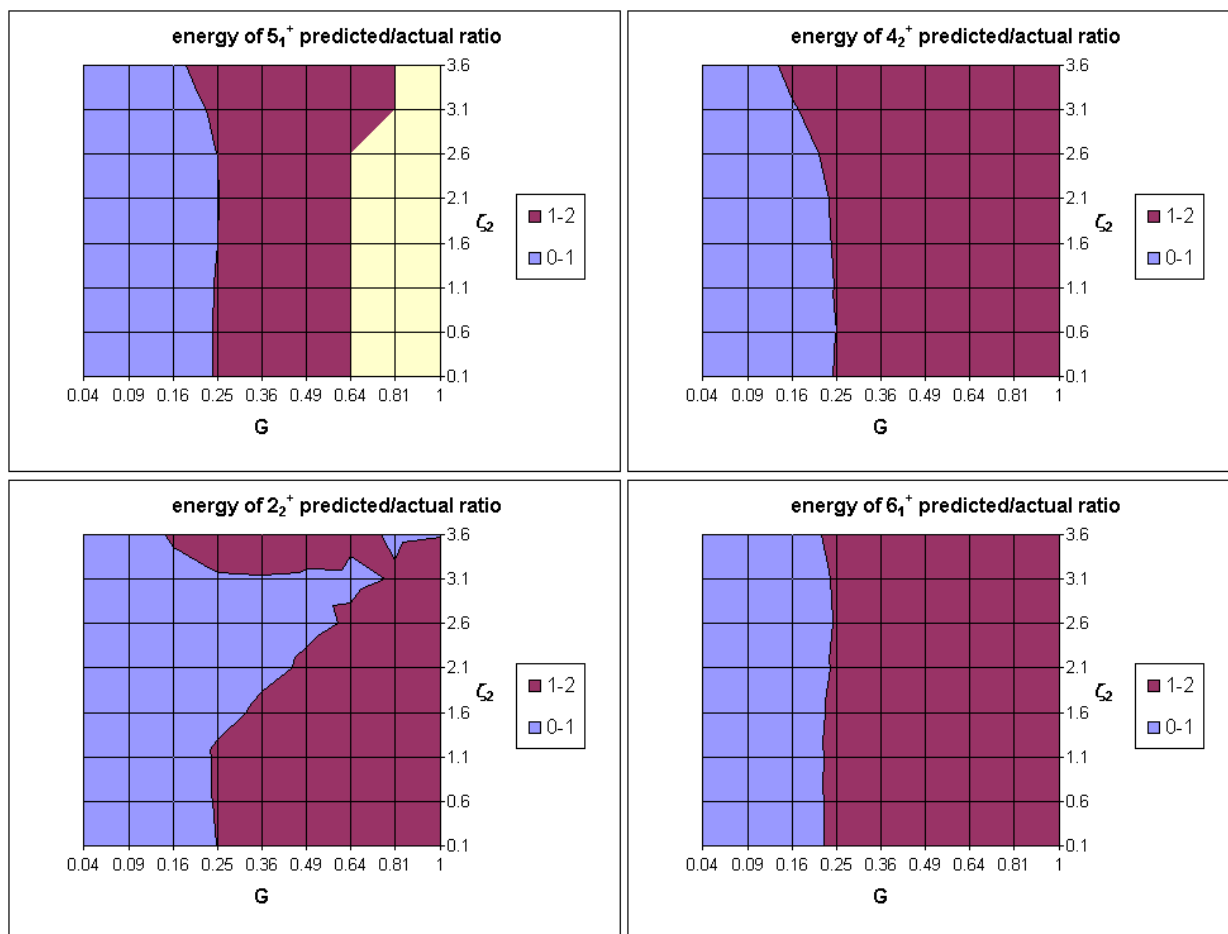 energy of 5₁⁺ predicted/actual ratio
3.6
3.1
2.6
2.1
1.6
1.1
0.6
0.1
ζ₂
1-2
0-1
0.04 0.09 0.16 0.25 0.36 0.49 0.64 0.81 1
G
energy of 4₂⁺ predicted/actual ratio
3.6
3.1
2.6
2.1
1.6
1.1
0.6
0.1
ζ₂
1-2
0-1
0.04 0.09 0.16 0.25 0.36 0.49 0.64 0.81 1
G
energy of 2₂⁺ predicted/actual ratio
3.6
3.1
2.6
2.1
1.6
1.1
0.6
0.1
ζ₂
1-2
0-1
0.04 0.09 0.16 0.25 0.36 0.49 0.64 0.81 1
G
energy of 6₁⁺ predicted/actual ratio
3.6
3.1
2.6
2.1
1.6
1.1
0.6
0.1
ζ₂
1-2
0-1
0.04 0.09 0.16 0.25 0.36 0.49 0.64 0.81 1
G